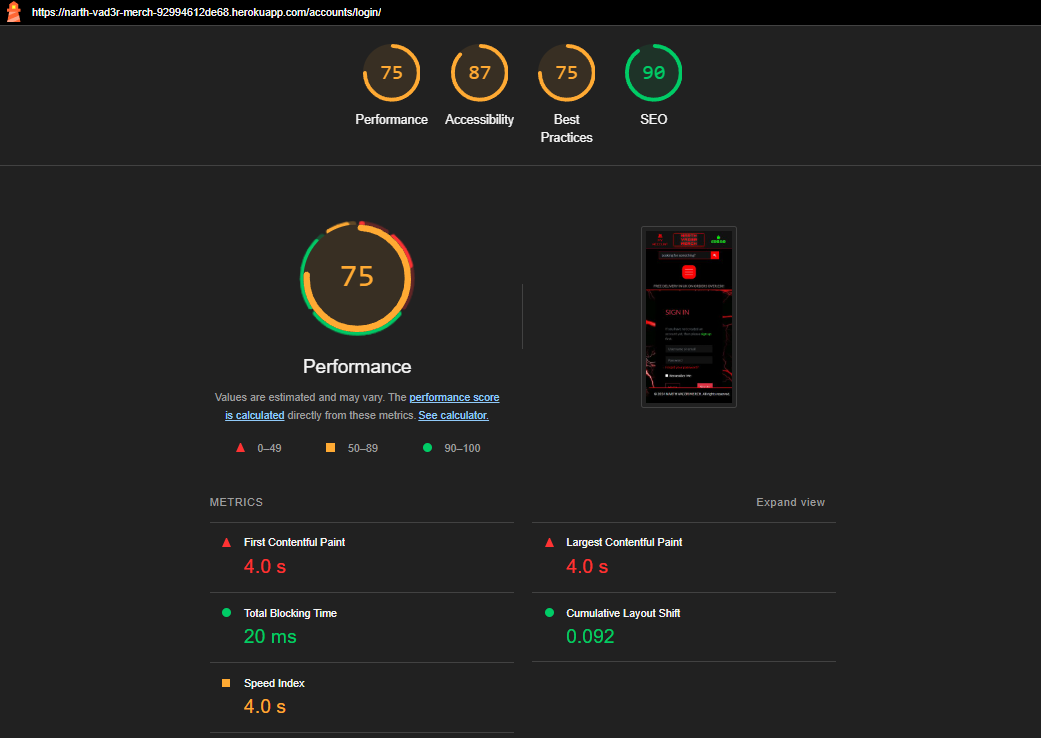 https://narth-vad3r-merch-92994612de68.herokuapp.com/accounts/login/
75
87
75
90
Performance
Accessibility
Best
Practices
SEO
75
Performance
Values are estimated and may vary. The performance score
is calculated directly from these metrics. See calculator.
0–49
50–89
90–100
SIGN IN
METRICS
Expand view
First Contentful Paint
4.0 s
Largest Contentful Paint
4.0 s
Total Blocking Time
20 ms
Cumulative Layout Shift
0.092
Speed Index
4.0 s